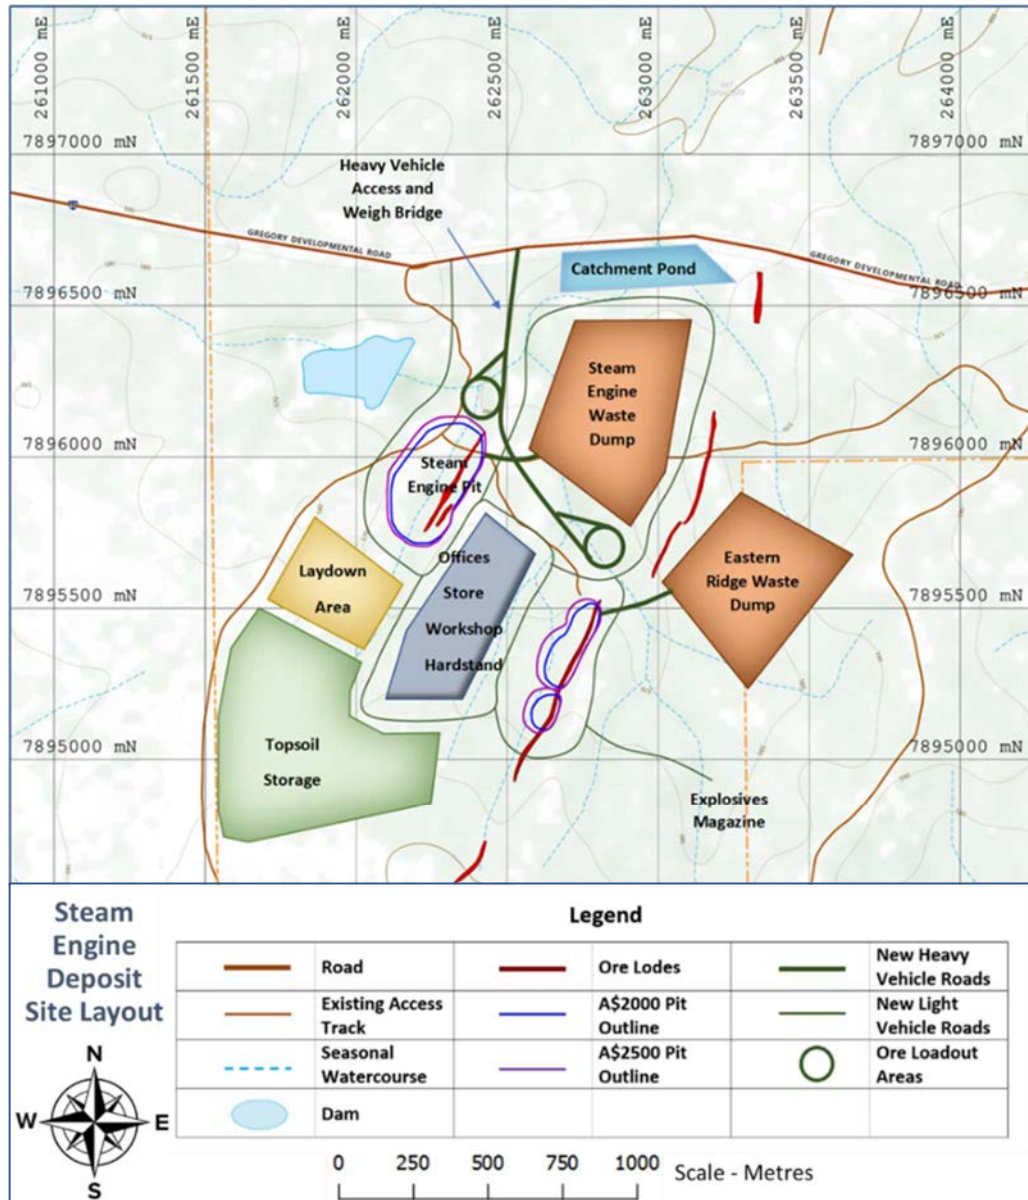 261000 mE
261500 mE
262000 mE
262500 mE
263000 mE
263500 mE
264000 mE
7897000 mN
7897000 mN
Heavy Vehicle
Access and
Weigh Bridge
GREGORY DEVELOPMENTAL ROAD
GREGORY DEVELOPMENTAL ROAD
Catchment Pond
7896500 mN
7896500 mN
Steam
Engine
Waste
Dump
7896000 mN
7896000 mN
Steam
Engine Pit
Laydown
Area
Offices
Store
Workshop
Hardstand
Eastern
Ridge Waste
Dump
7895500 mN
7895500 mN
Topsoil
Storage
7895000 mN
7895000 mN
Explosives
Magazine
Steam
Engine
Deposit
Site Layout
N
W
E
S
Legend
Road
Ore Lodes
New Heavy
Vehicle Roads
Existing Access
Track
A$2000 Pit
Outline
New Light
Vehicle Roads
Seasonal
Watercourse
A$2500 Pit
Outline
Ore Loadout
Areas
Dam
0 250 500 750 1000 Scale - Metres